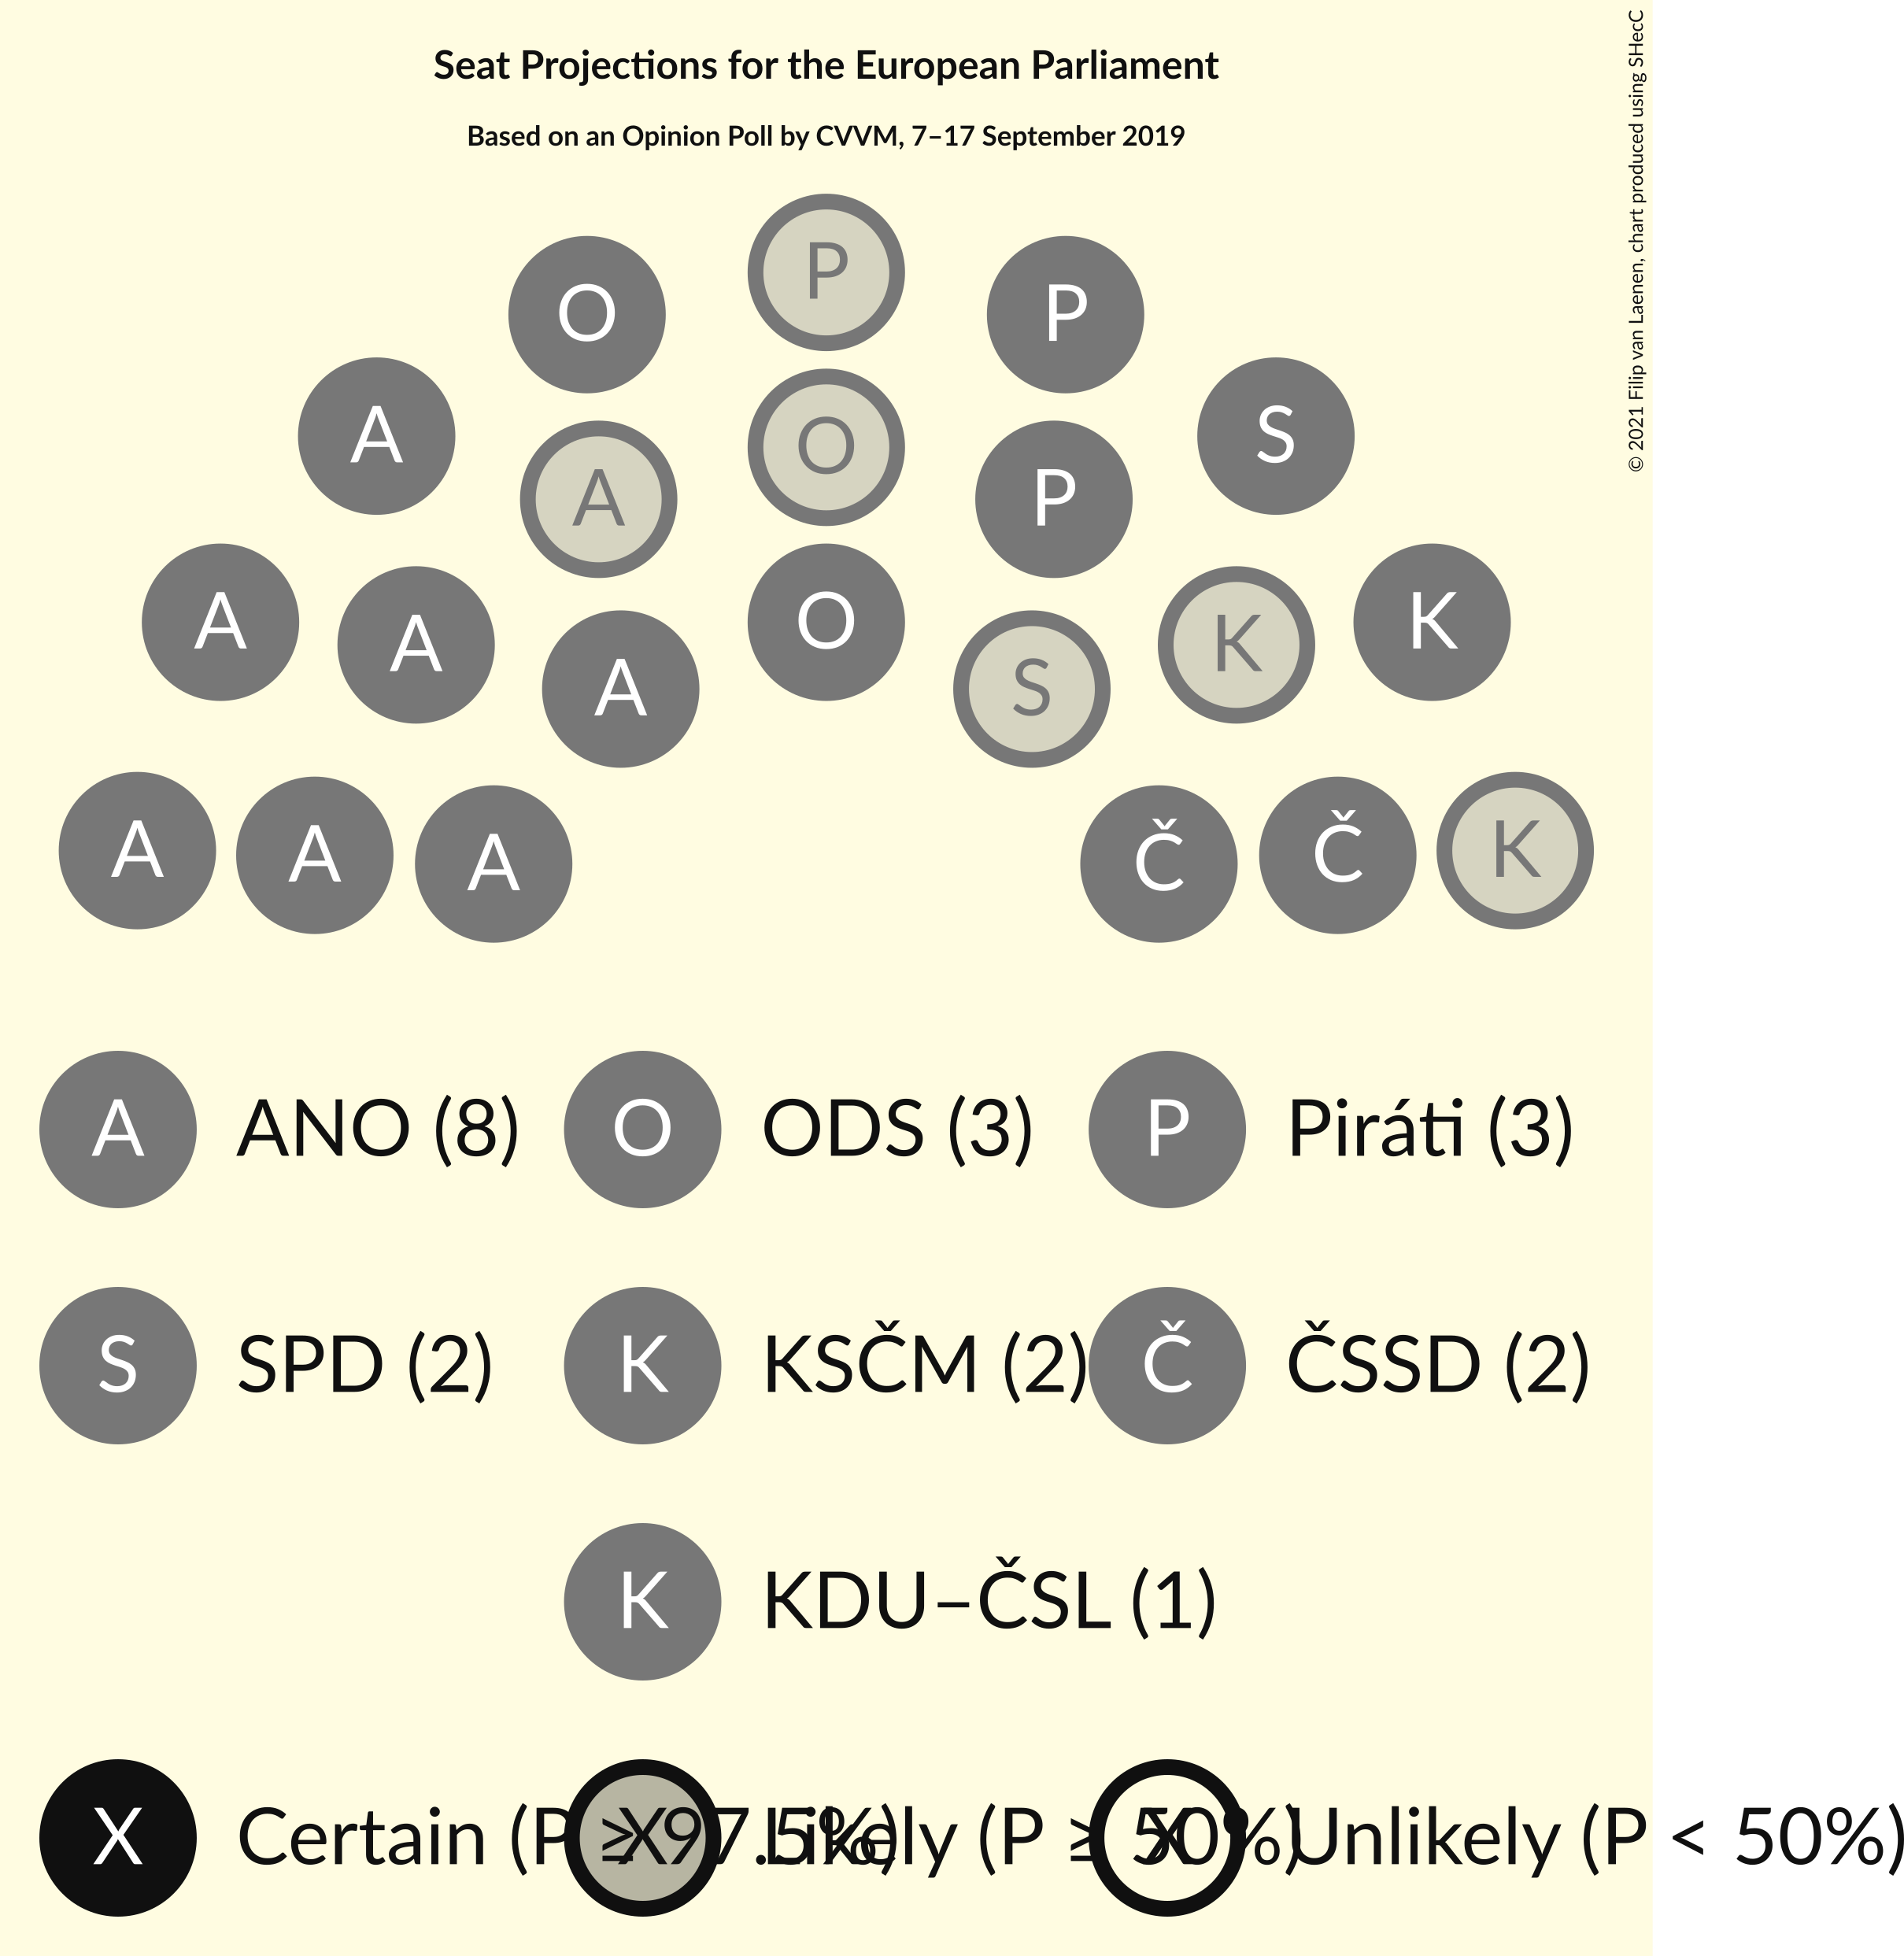 Seat Projections for the European Parliament
Based on an Opinion Poll by CVVM, 7–17 September 2019
© 2021 Filip van Laenen, chart produced using SHecC
P
O P
O
A S
A P
A K
A K
A O S
A A A Č Č K
A ANO (8) O ODS (3) P Piráti (3)
S SPD (2) K KSČM (2) Č ČSSD (2)
K KDU–ČSL (1)
X Certain (P ≥ 97.5%) X Likely (P ≥ 50%) X Unlikely (P < 50%)